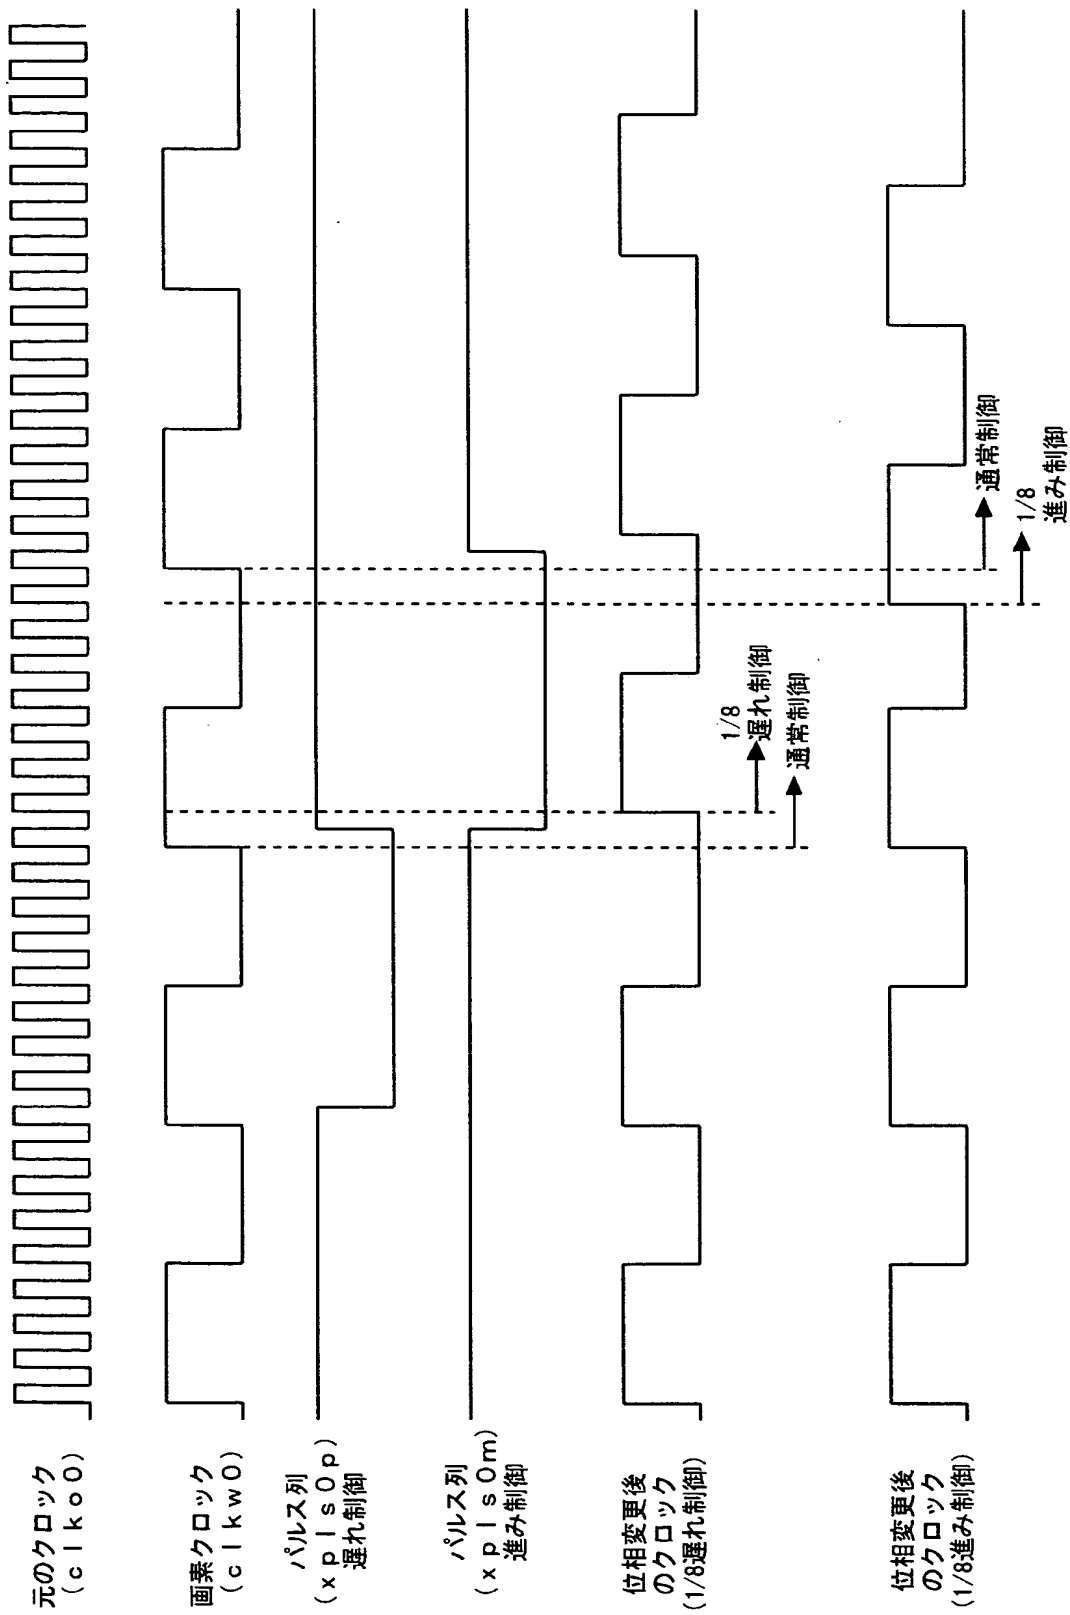 元のクロック
(clko0)
画素クロック
(clkw0)
パルス列
(xpls0p)
遅れ制御
パルス列
(xpls0m)
進み制御
位相変更後
のクロック
(1/8遅れ制御)
位相変更後
のクロック
(1/8進み制御)
1/8
遅れ制御
通常制御
通常制御
1/8
進み制御